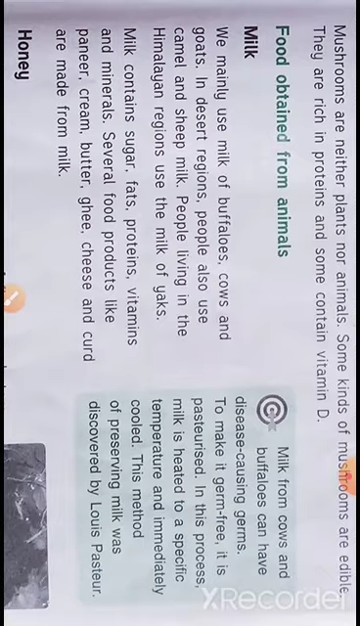 Mushrooms are neither plants nor animals. Some kinds of mushrooms are edible.
They are rich in proteins and some contain vitamin D.
Food obtained from animals
Milk
We mainly use milk of buffaloes, cows and
goats. In desert regions, people also use
camel and sheep milk. People living in the
Himalayan regions use the milk of yaks.
Milk contains sugar, fats, proteins, vitamins
and minerals. Several food products like
paneer, cream, butter, ghee, cheese and curd
are made from milk.
Milk from cows and
buffaloes can have
disease-causing germs.
To make it germ-free, it is
pasteurised. In this process,
milk is heated to a specific
temperature and immediately
cooled. This method
of preserving milk was
discovered by Louis Pasteur.
Honey
XRecorder